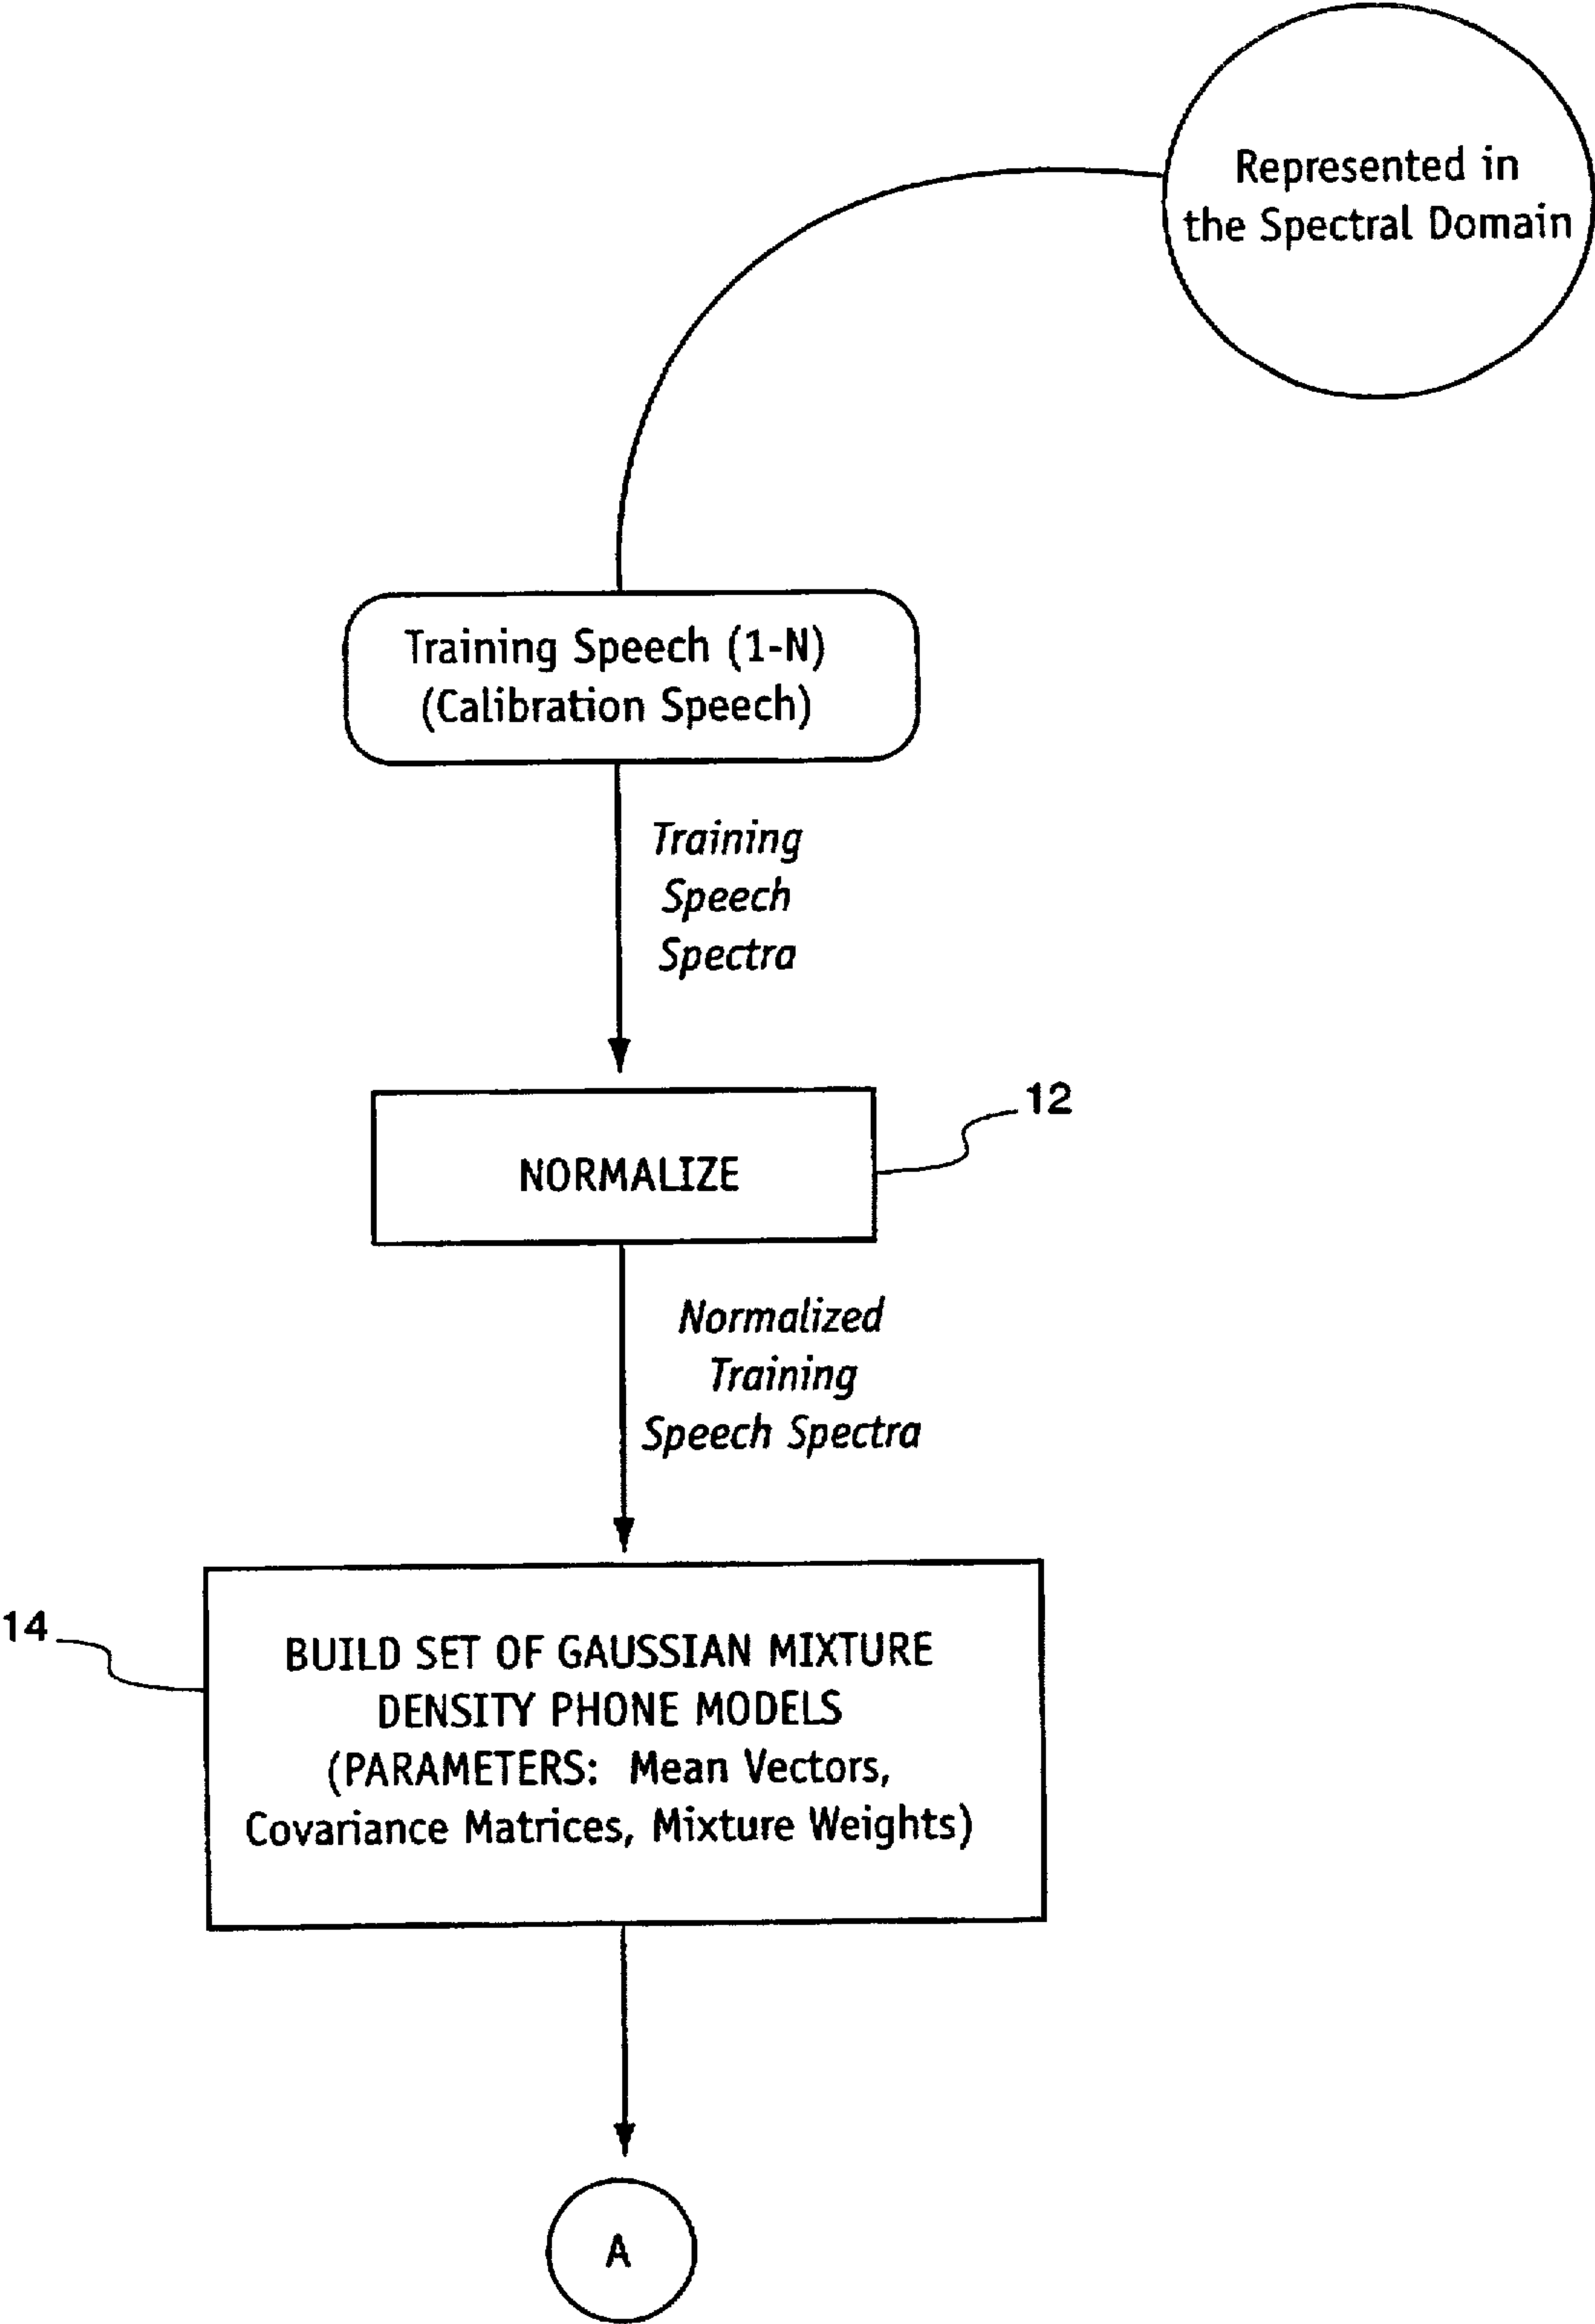 Represented in
the Spectral Domain
Training Speech (1-N)
(Calibration Speech)
Training
Speech
Spectra
12
NORMALIZE
Normalized
Training
Speech Spectra
14
BUILD SET OF GAUSSIAN MIXTURE
DENSITY PHONE MODELS
(PARAMETERS: Mean Vectors,
Covariance Matrices, Mixture Weights)
A